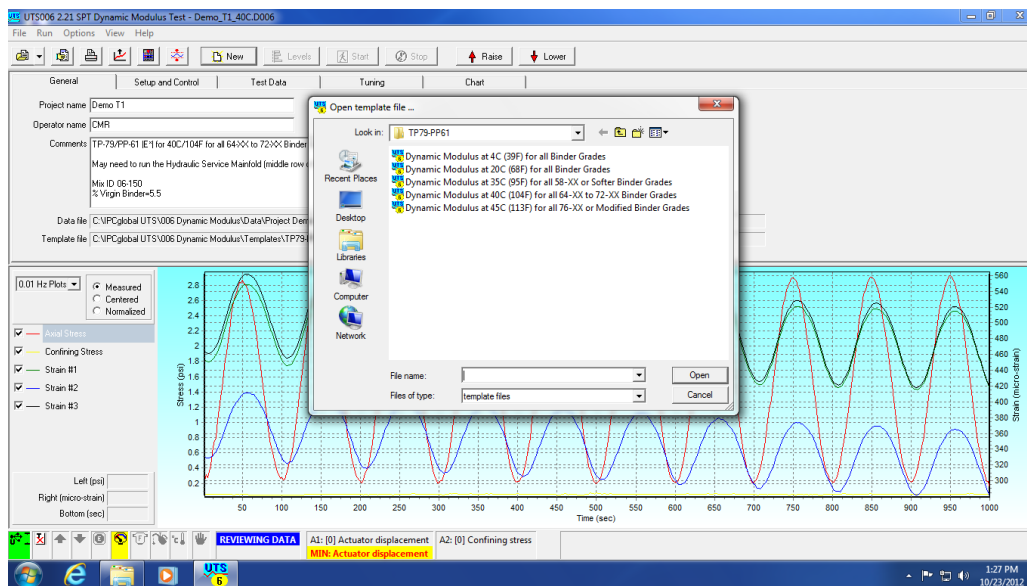 UTS006 2.21 SPT Dynamic Modulus Test - Demo_T1_40C.D006
File Run Options View Help
New Levels Start Stop Raise Lower
General Setup and Control Test Data Tuning Chart
Project name Demo T1
Operator name CMR
Comments TP-79/PP-61 |E*| for 40C/104F for all 64-XX to 72-XX Binder
May need to run the Hydraulic Service Mainfold (middle row
Mix ID 06-150
% Virgin Binder=5.5
Data file C:\IPCglobal UTS\006 Dynamic Modulus\Data\Project Dem
Template file C:\IPCglobal UTS\006 Dynamic Modulus\Templates\TP79-
Open template file ...
Look in: TP79-PP61
Recent Places
Desktop
Libraries
Computer
Network
Dynamic Modulus at 4C (39F) for all Binder Grades
Dynamic Modulus at 20C (68F) for all Binder Grades
Dynamic Modulus at 35C (95F) for all 58-XX or Softer Binder Grades
Dynamic Modulus at 40C (104F) for all 64-XX to 72-XX Binder Grades
Dynamic Modulus at 45C (113F) for all 76-XX or Modified Binder Grades
File name: Open
Files of type: template files Cancel
0.01 Hz Plots
Measured
Centered
Normalized
Axial Stress
Confining Stress
Strain #1
Strain #2
Strain #3
Left (psi)
Right (micro-strain)
Bottom (sec)
Stress (psi)
2.8
2.6
2.4
2.2
2
1.8
1.6
1.4
1.2
1
0.8
0.6
0.4
0.2
560
540
520
500
480
460
440
420
400
380
360
340
320
300
Strain (micro-strain)
50 100 150 200 250 300 350 400 450 500 550 600 650 700 750 800 850 900 950 1000
Time (sec)
REVIEWING DATA A1: [0] Actuator displacement A2: [0] Confining stress
MIN: Actuator displacement
UTS
6
1:27 PM
10/23/2017